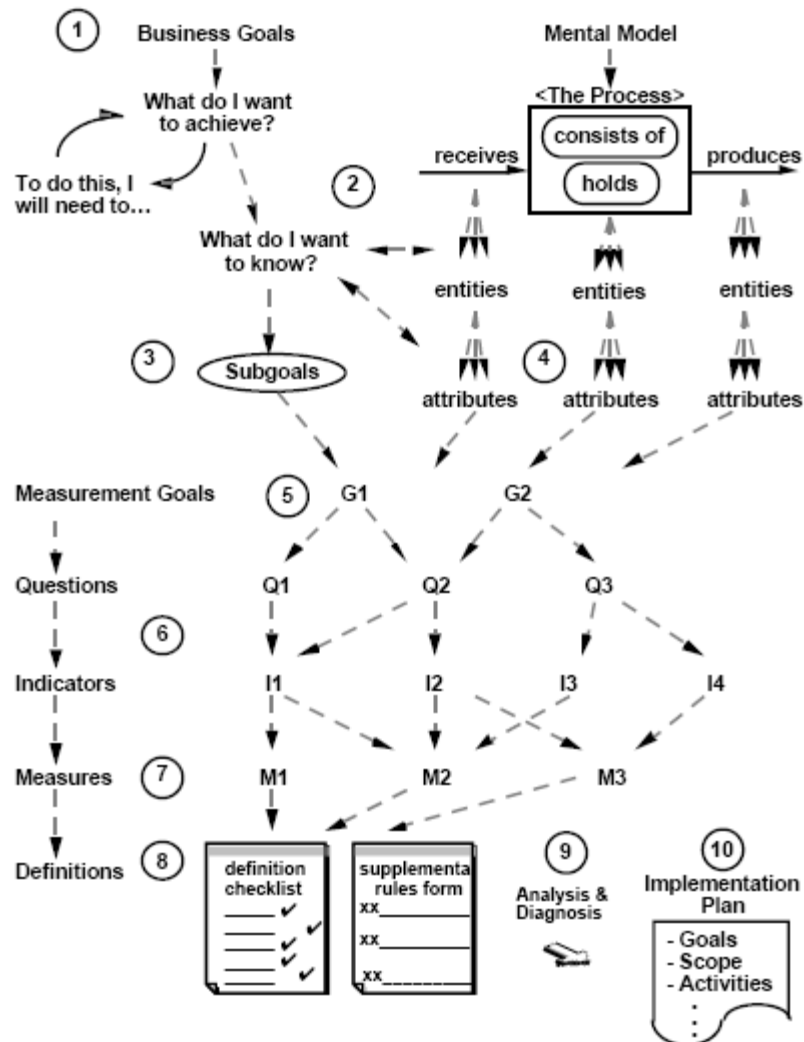 1
Business Goals
Mental Model
What do I want
to achieve?
<The Process>
consists of
receives
produces
holds
To do this, I
will need to...
2
What do I want
to know?
entities
entities
entities
3
Subgoals
4
attributes
attributes
attributes
Measurement Goals
5
G1
G2
Questions
Q1
Q2
Q3
6
Indicators
I1
I2
I3
I4
Measures
7
M1
M2
M3
Definitions
8
definition
checklist
supplementa
rules form
xx
xx
xx
9
Analysis &
Diagnosis
10
Implementation
Plan
- Goals
- Scope
- Activities